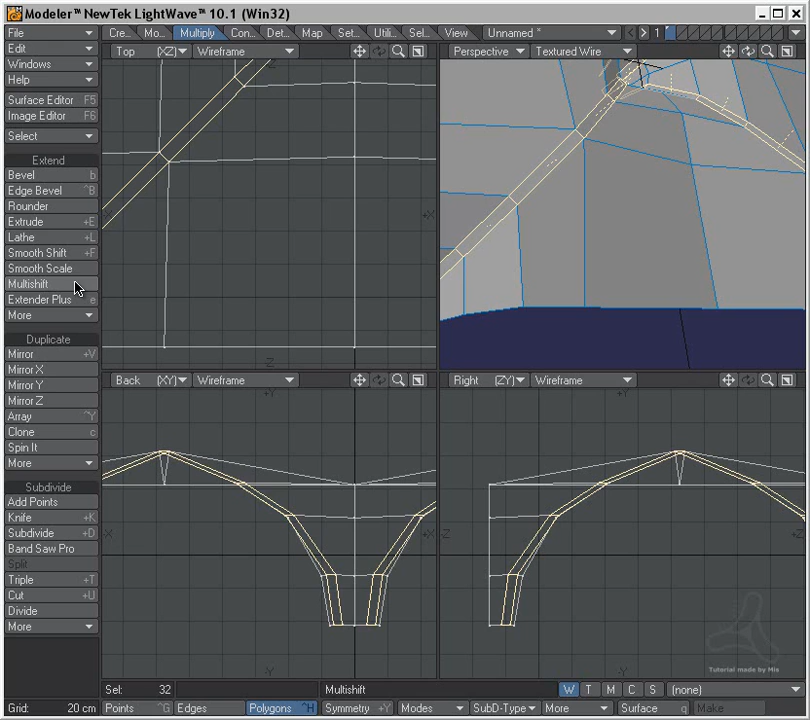 Modeler™ NewTek LightWave™ 10.1 (Win32)
File
Cre... Mo... Multiply Con... Det... Map Set... Utili... Sel... View Unnamed * 1
Edit
Windows
Help
Top (XZ) Wireframe
Perspective Textured Wire
Surface Editor F5
Image Editor F6
Select
Extend
Bevel b
Edge Bevel ^B
Rounder
Extrude +E
Lathe +L
Smooth Shift +F
Smooth Scale
Multishift
Extender Plus e
More
Duplicate
Mirror +V
Mirror X
Mirror Y
Mirror Z
Array ^Y
Clone c
Spin It
More
Back (XY) Wireframe
Right (ZY) Wireframe
Subdivide
Add Points
Knife +K
Subdivide +D
Band Saw Pro
Split
Triple +T
Cut +U
Divide
More
-X
+X
-Z
+Y
-X
+X
-Y
+Y
-Z
-Y
Tutorial made by Mis
Sel: 32 Multishift W T M C S (none)
Grid: 20 cm Points ^G Edges Polygons ^H Symmetry +Y Modes SubD-Type More Surface q Make